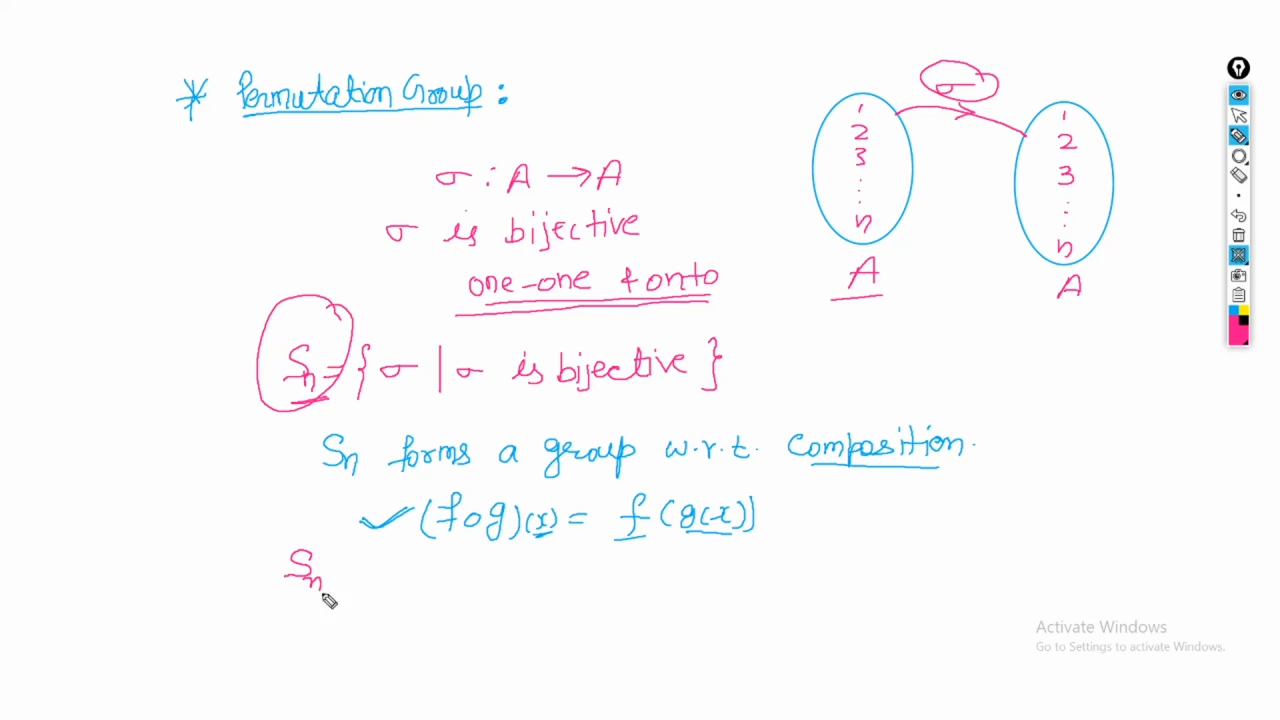 * Permutation Group :
σ : A → A
σ is bijective
one-one & onto
Sn = { σ | σ is bijective }
Sn forms a group w.r.t. composition.
✓ (f o g)(x) = f (g(x))
Sn
σ
1
2
3
.
.
n
A
1
2
3
.
.
n
A
Activate Windows
Go to Settings to activate Windows.